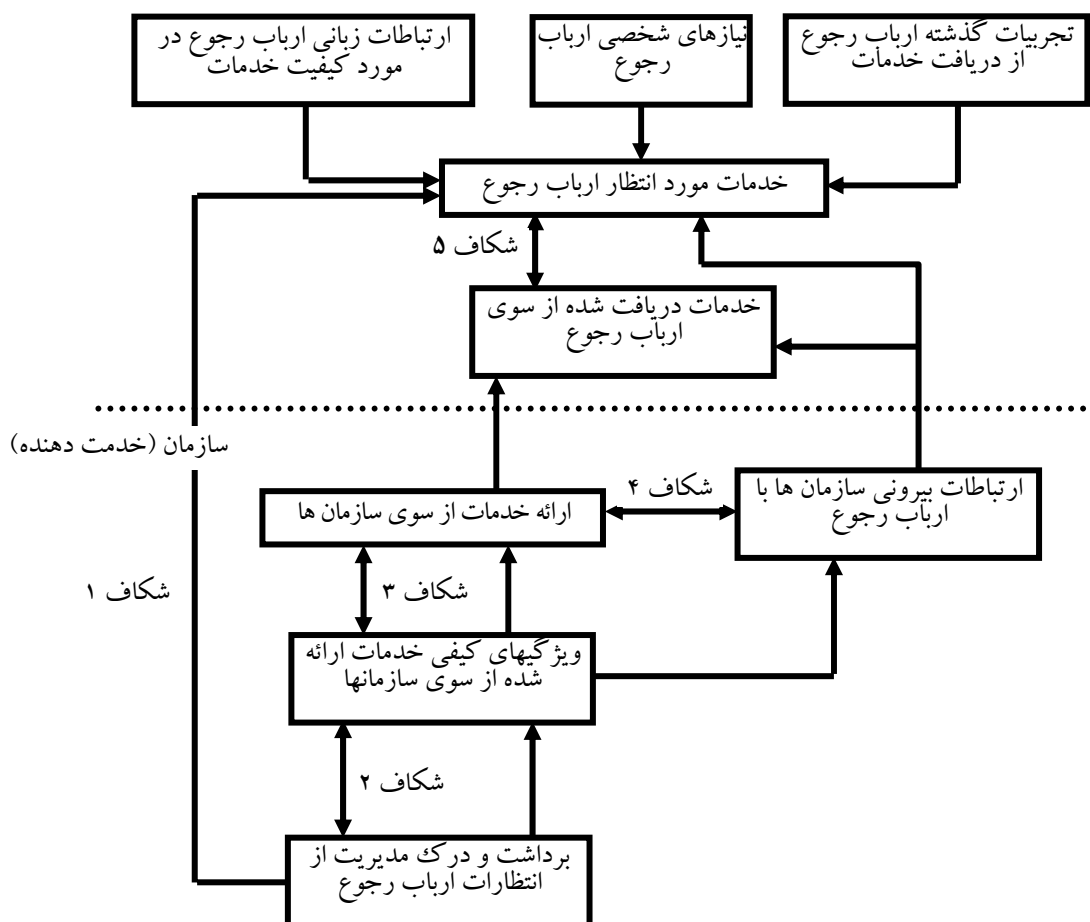 تجربیات گذشته ارباب رجوع
از دریافت خدمات
نیازهای شخصی ارباب
رجوع
ارتباطات زبانی ارباب رجوع در
مورد کیفیت خدمات
خدمات مورد انتظار ارباب رجوع
شکاف ۵
خدمات دریافت شده از سوی
ارباب رجوع
سازمان (خدمت دهنده)
ارتباطات بیرونی سازمان ها با
ارباب رجوع
شکاف ۴
ارائه خدمات از سوی سازمان ها
شکاف ۳
شکاف ۱
ویژگیهای کیفی خدمات ارائه
شده از سوی سازمانها
شکاف ۲
برداشت و درک مدیریت از
انتظارات ارباب رجوع